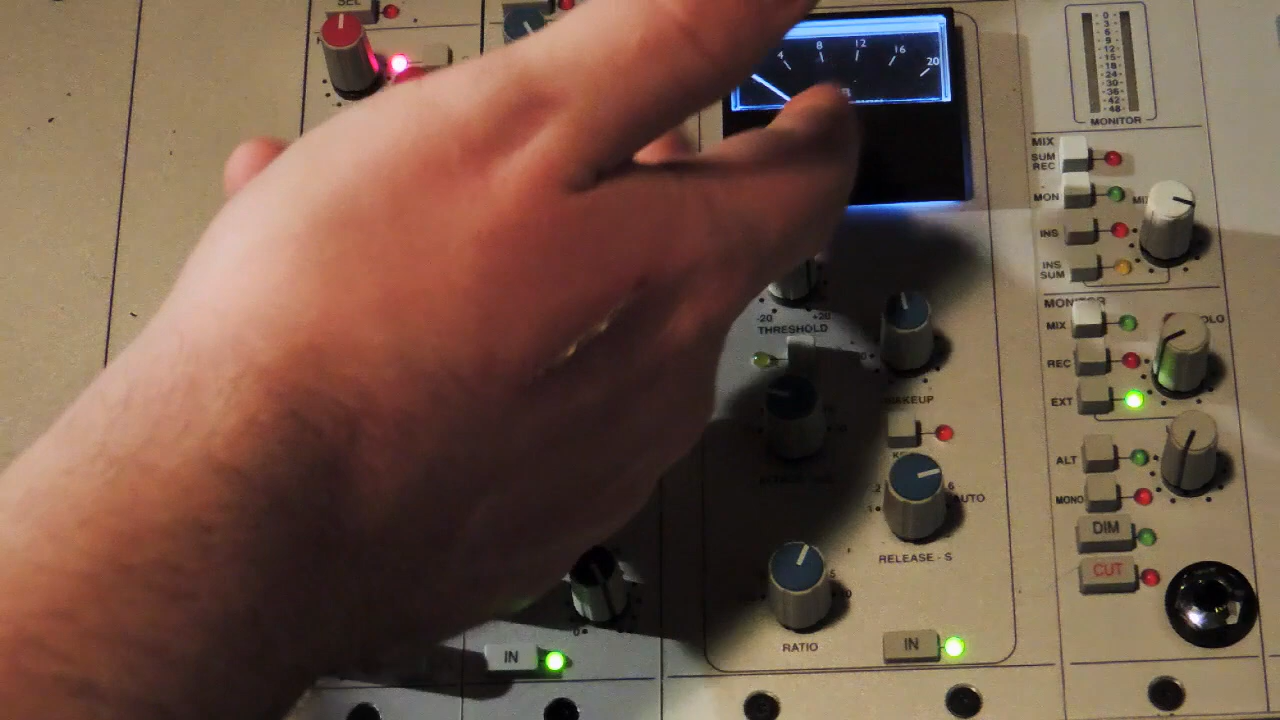 SEL
4 8 12 16 20
0
3
6
9
12
15
18
24
30
36
42
48
MONITOR
MIX
SUM
REC
MON
INS
INS
SUM
MONITOR
MIX
REC
EXT
ALT
MONO
DIM
CUT
-20 +20
THRESHOLD
MAKEUP
AUTO
RELEASE - S
RATIO
IN
IN